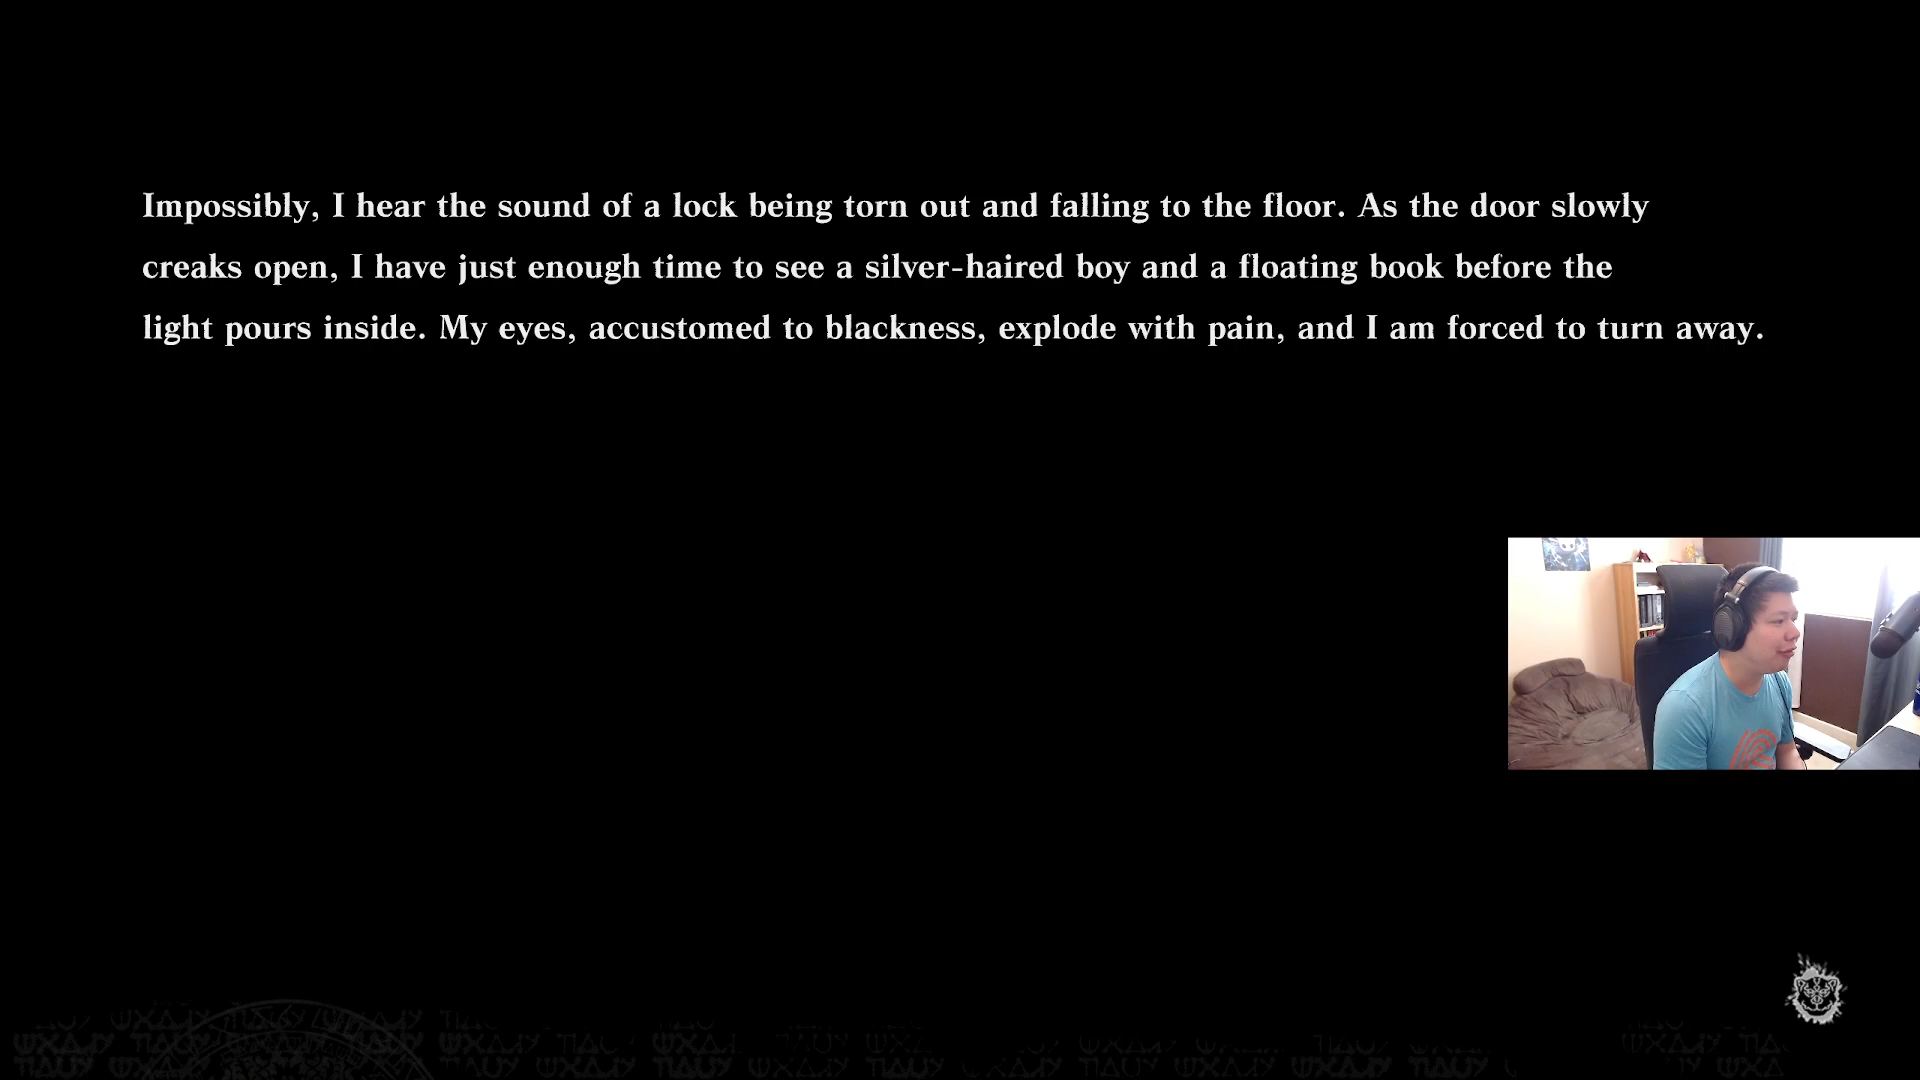 Impossibly, I hear the sound of a lock being torn out and falling to the floor. As the door slowly
creaks open, I have just enough time to see a silver-haired boy and a floating book before the
light pours inside. My eyes, accustomed to blackness, explode with pain, and I am forced to turn away.